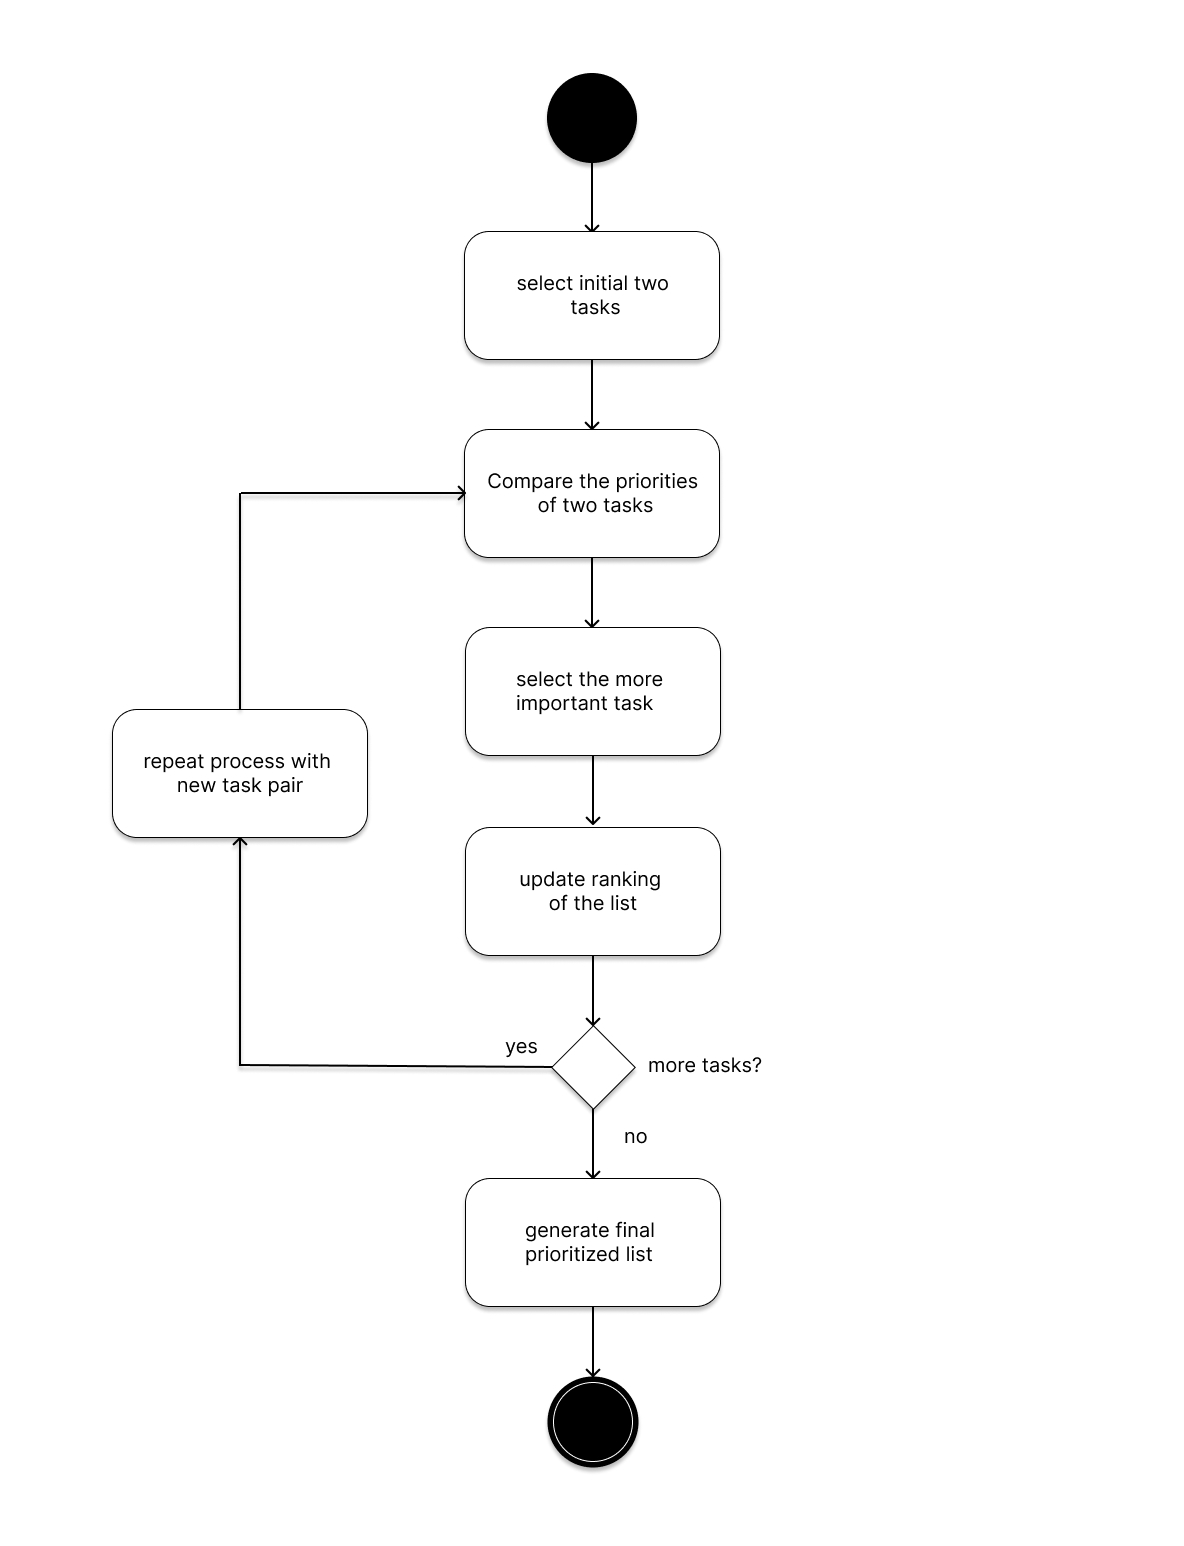 select initial two
tasks
Compare the priorities
of two tasks
select the more
important task
repeat process with
new task pair
update ranking
of the list
yes
more tasks?
no
generate final
prioritized list